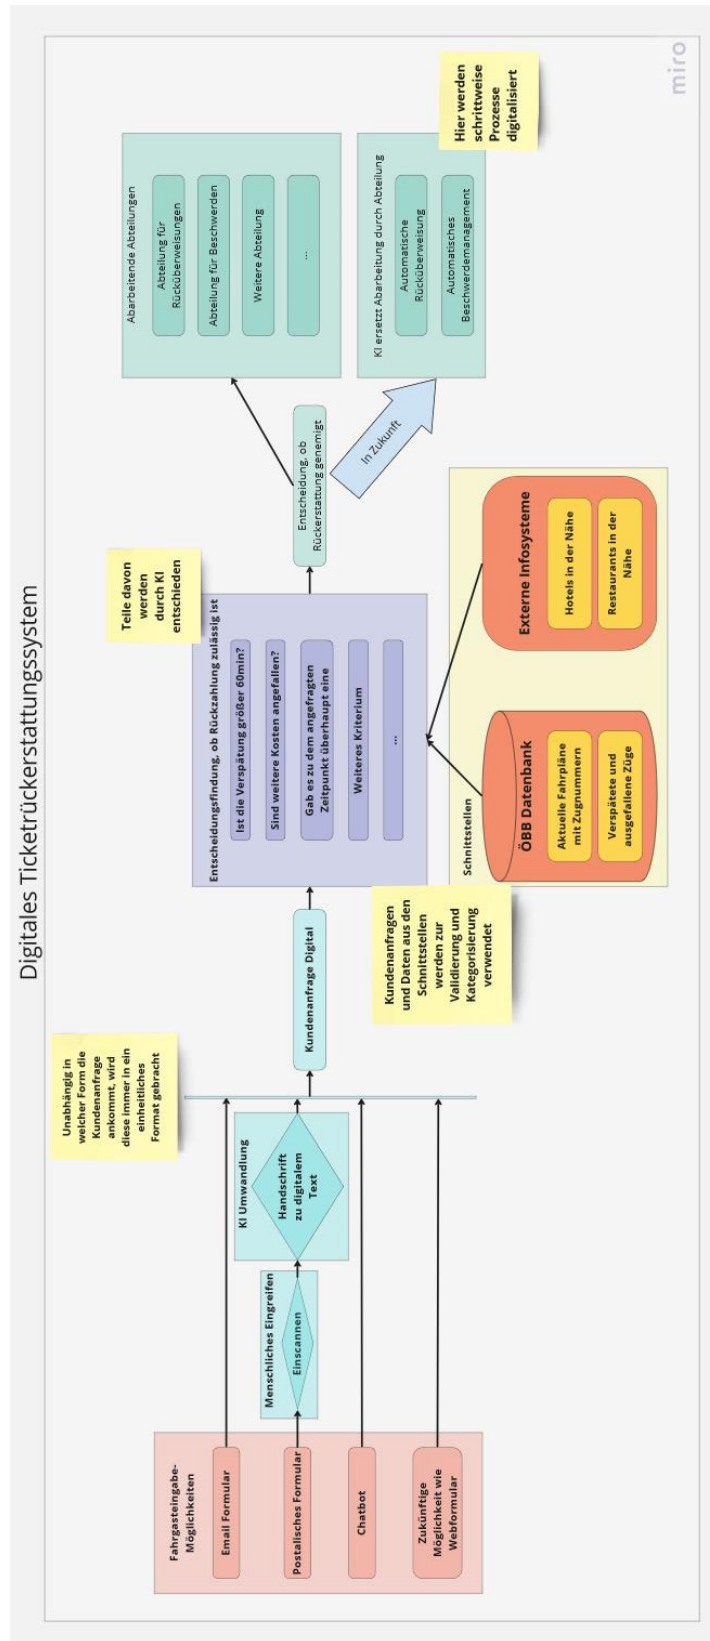 Digitales Ticketrückerstattungssystem
Fahrgasteingabe-
Möglichkeiten
Email Formular
Postalisches Formular
Chatbot
Zukünftige
Möglichkeit wie
Webformular
Menschliches Eingreifen
Einscannen
KI Umwandlung
Handschrift
zu digitalem
Text
Unabhängig in
welcher Form die
Kundenanfrage
ankommt, wird
diese immer in ein
einheitliches
Format gebracht
Kundenanfrage Digital
Kundenanfragen
und Daten aus den
Schnittstellen
werden zur
Validierung und
Kategorisierung
verwendet
Entscheidungsfindung, ob Rückzahlung zulässig ist
Ist die Verspätung größer 60min?
Sind weitere Kosten angefallen?
Gab es zu dem angefragten
Zeitpunkt überhaupt eine
Weiteres Kriterium
...
Teile davon
werden
durch KI
entschieden
Schnittstellen
ÖBB Datenbank
Aktuelle Fahrpläne
mit Zugnummern
Verspätete und
ausgefallene Züge
Externe Infosysteme
Hotels in der Nähe
Restaurants in der
Nähe
Entscheidung, ob
Rückerstattung genemigt
In Zukunft
Abarbeitende Abteilungen
Abteilung für
Rücküberweisungen
Abteilung für Beschwerden
Weitere Abteilung
...
KI ersetzt Abarbeitung durch Abteilung
Automatische
Rücküberweisung
Automatisches
Beschwerdemanagement
Hier werden
schrittweise
Prozesse
digitalisiert
miro